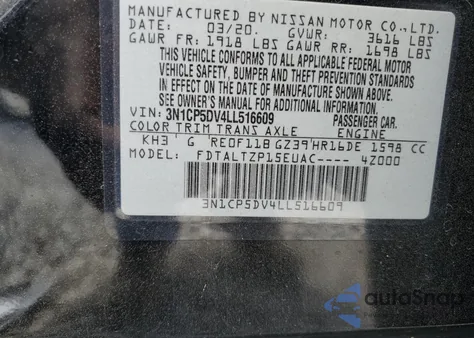 MANUFACTURED BY NISSAN MOTOR CO., LTD.
DATE: 03/20. GVWR: 3616 LBS
GAWR FR: 1918 LBS GAWR RR: 1698 LBS
THIS VEHICLE CONFORMS TO ALL APPLICABLE FEDERAL MOTOR
VEHICLE SAFETY, BUMPER AND THEFT PREVENTION STANDARDS
IN EFFECT ON THE DATE OF MANUFACTURE SHOWN ABOVE.
SEE OWNER'S MANUAL FOR ADDITIONAL INFORMATION.
VIN: 3N1CP5DV4LL516609 PASSENGER CAR.
COLOR TRIM TRANS AXLE ENGINE
KH3 G RE0F11B GZ39 HR16DE 1598 CC
MODEL: FDTALTZP15EUAC---- 4Z000
3N1CP5DV4LL516609
autoSnap